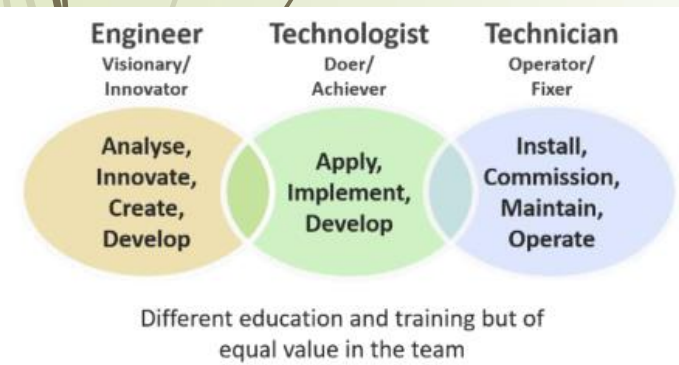 Engineer
Visionary/
Innovator
Technologist
Doer/
Achiever
Technician
Operator/
Fixer
Analyse,
Innovate,
Create,
Develop
Apply,
Implement,
Develop
Install,
Commission,
Maintain,
Operate
Different education and training but of
equal value in the team